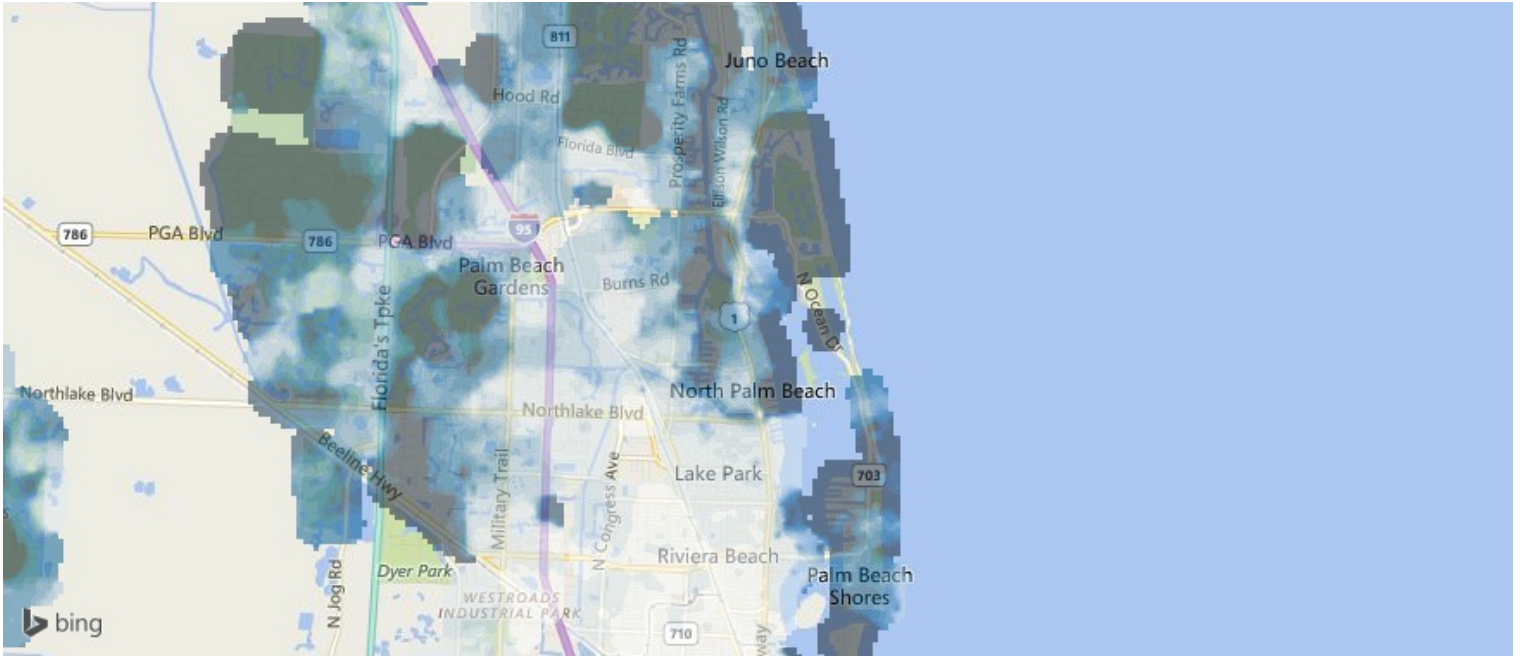 811
Juno Beach
Hood Rd
Prosperity Farms Rd
Ellison Wilson Rd
Florida Blvd
786
PGA Blvd
786
PGA Blvd
95
Palm Beach
Gardens
Burns Rd
N Ocean Dr
1
Florida's Tpke
Northlake Blvd
North Palm Beach
Northlake Blvd
Beeline Hwy
Military Trail
N Congress Ave
Lake Park
703
s
Riviera Beach
Dyer Park
Palm Beach
Shores
N Jog Rd
WESTROADS
INDUSTRIAL PARK
bing
710
way